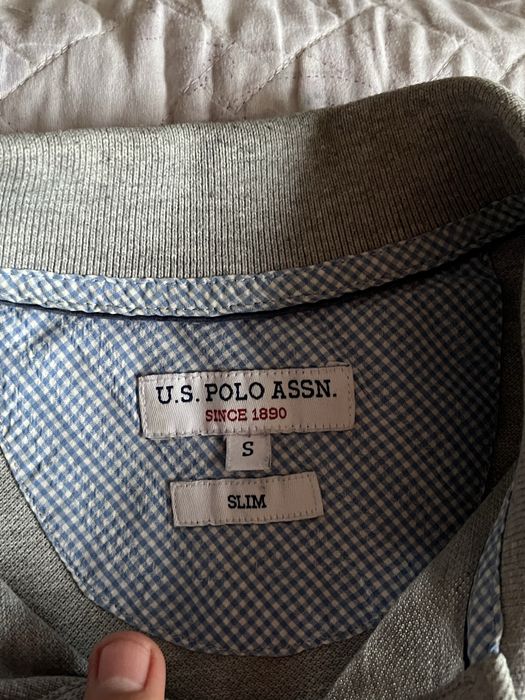 U.S. POLO ASSN.
SINCE 1890
S
SLIM